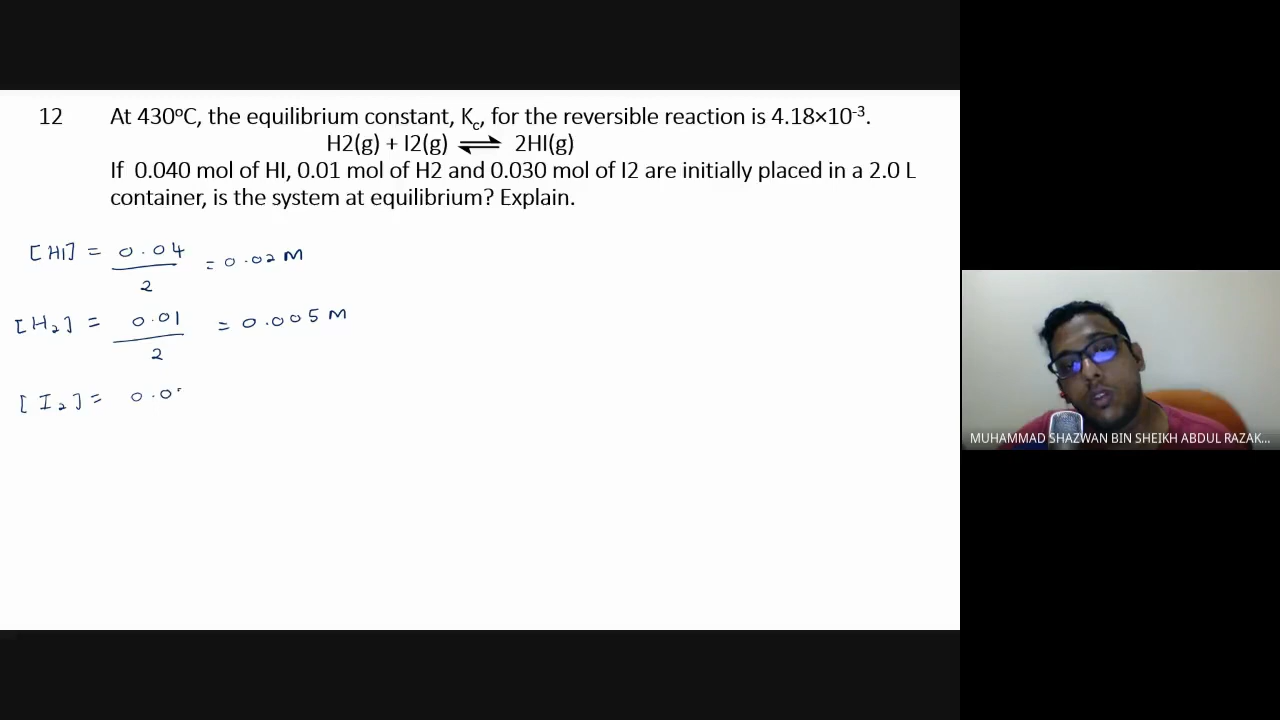 12 At 430°C, the equilibrium constant, Kc, for the reversible reaction is 4.18×10⁻³.
H2(g) + I2(g) ⇌ 2HI(g)
If 0.040 mol of HI, 0.01 mol of H2 and 0.030 mol of I2 are initially placed in a 2.0 L
container, is the system at equilibrium? Explain.
[HI] = 0.04/2 = 0.02 M
[H₂] = 0.01/2 = 0.005 M
[I₂] = 0.0
MUHAMMAD SHAZWAN BIN SHEIKH ABDUL RAZAK...